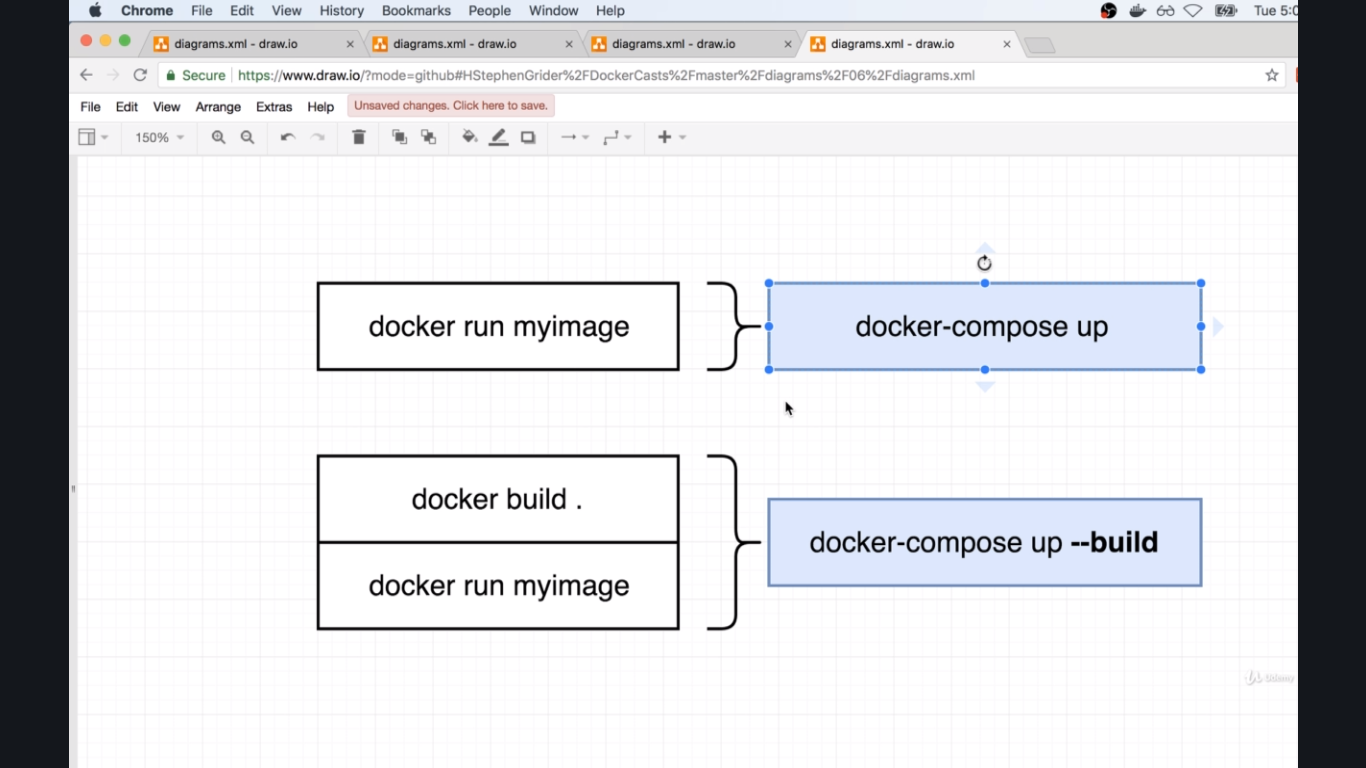 Chrome File Edit View History Bookmarks People Window Help Tue 5:0
diagrams.xml - draw.io diagrams.xml - draw.io diagrams.xml - draw.io diagrams.xml - draw.io
Secure https://www.draw.io/?mode=github#HStephenGrider%2FDockerCasts%2Fmaster%2Fdiagrams%2F06%2Fdiagrams.xml
File Edit View Arrange Extras Help Unsaved changes. Click here to save.
150%
docker run myimage docker-compose up
docker build .
docker-compose up --build
docker run myimage
Udemy